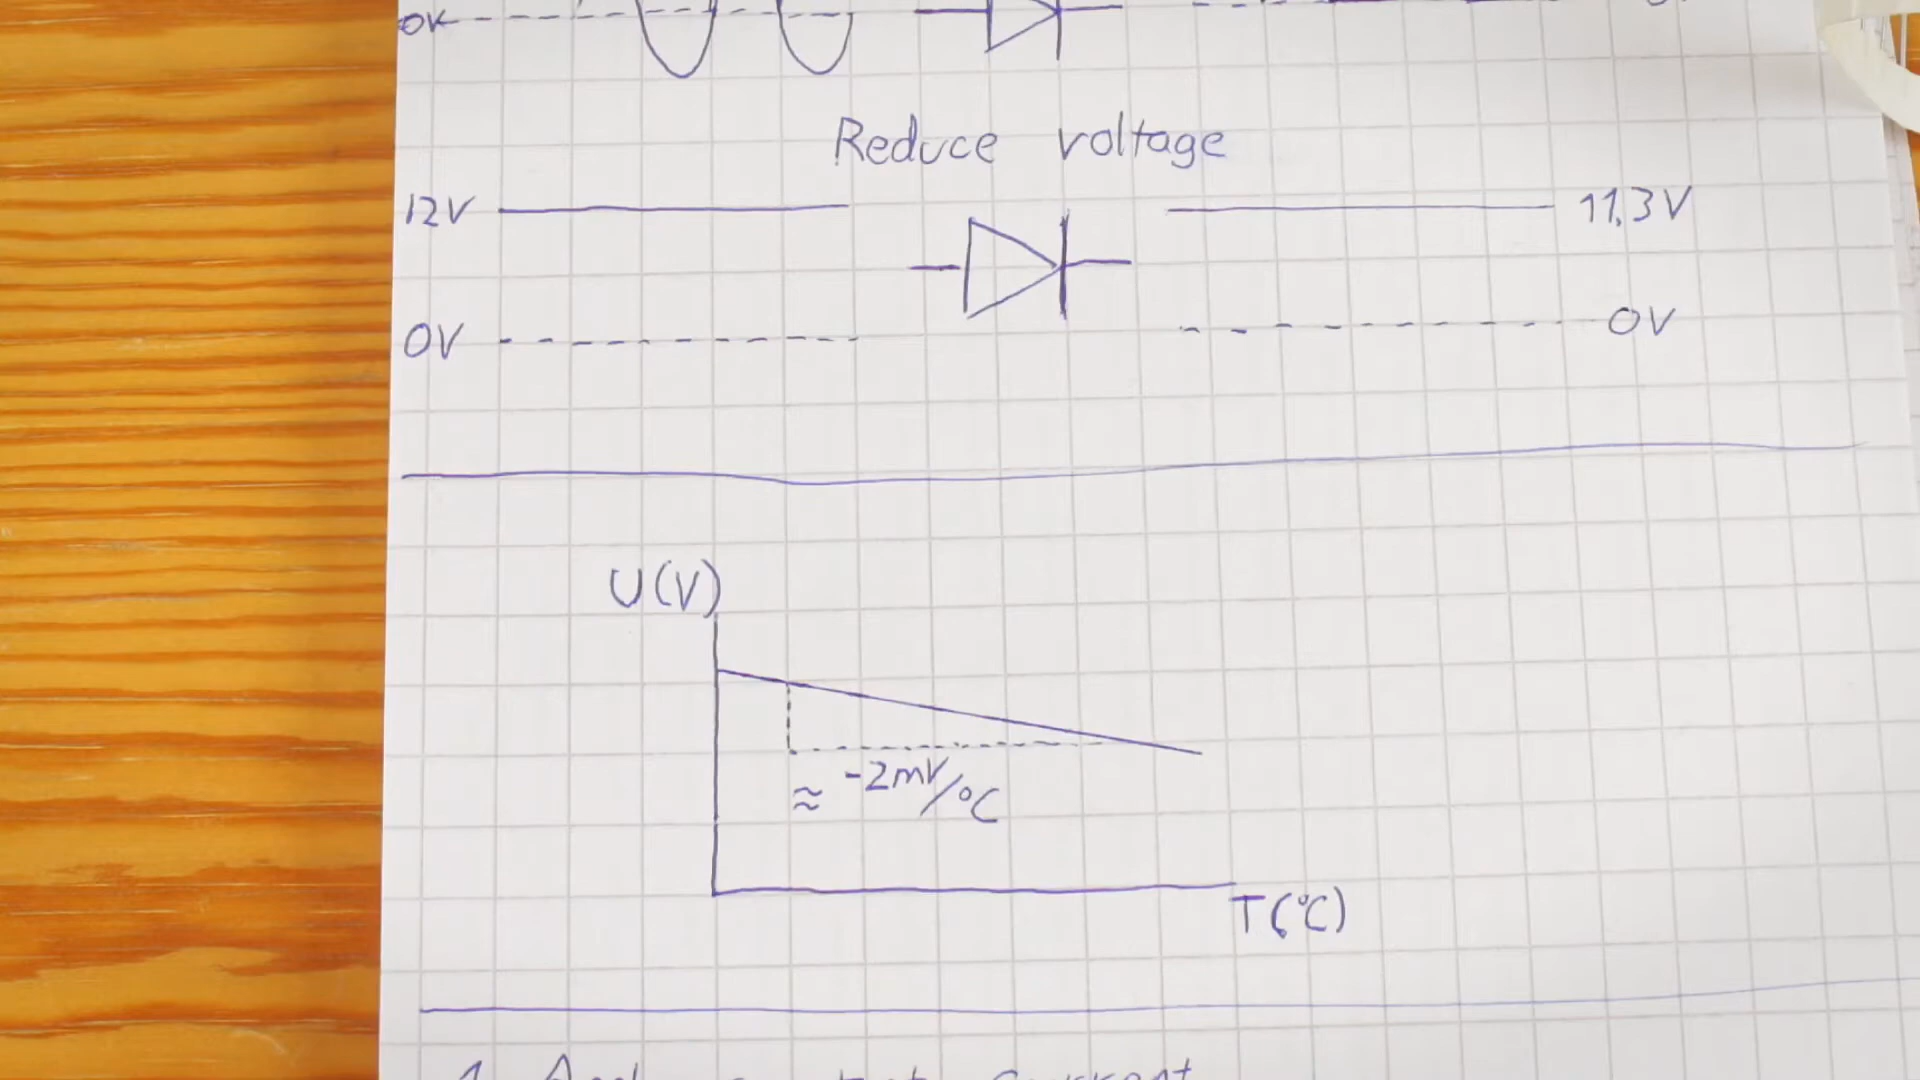 0V
Reduce voltage
12V
11,3V
0V
0V
U(V)
≈ -2mV/°C
T(°C)